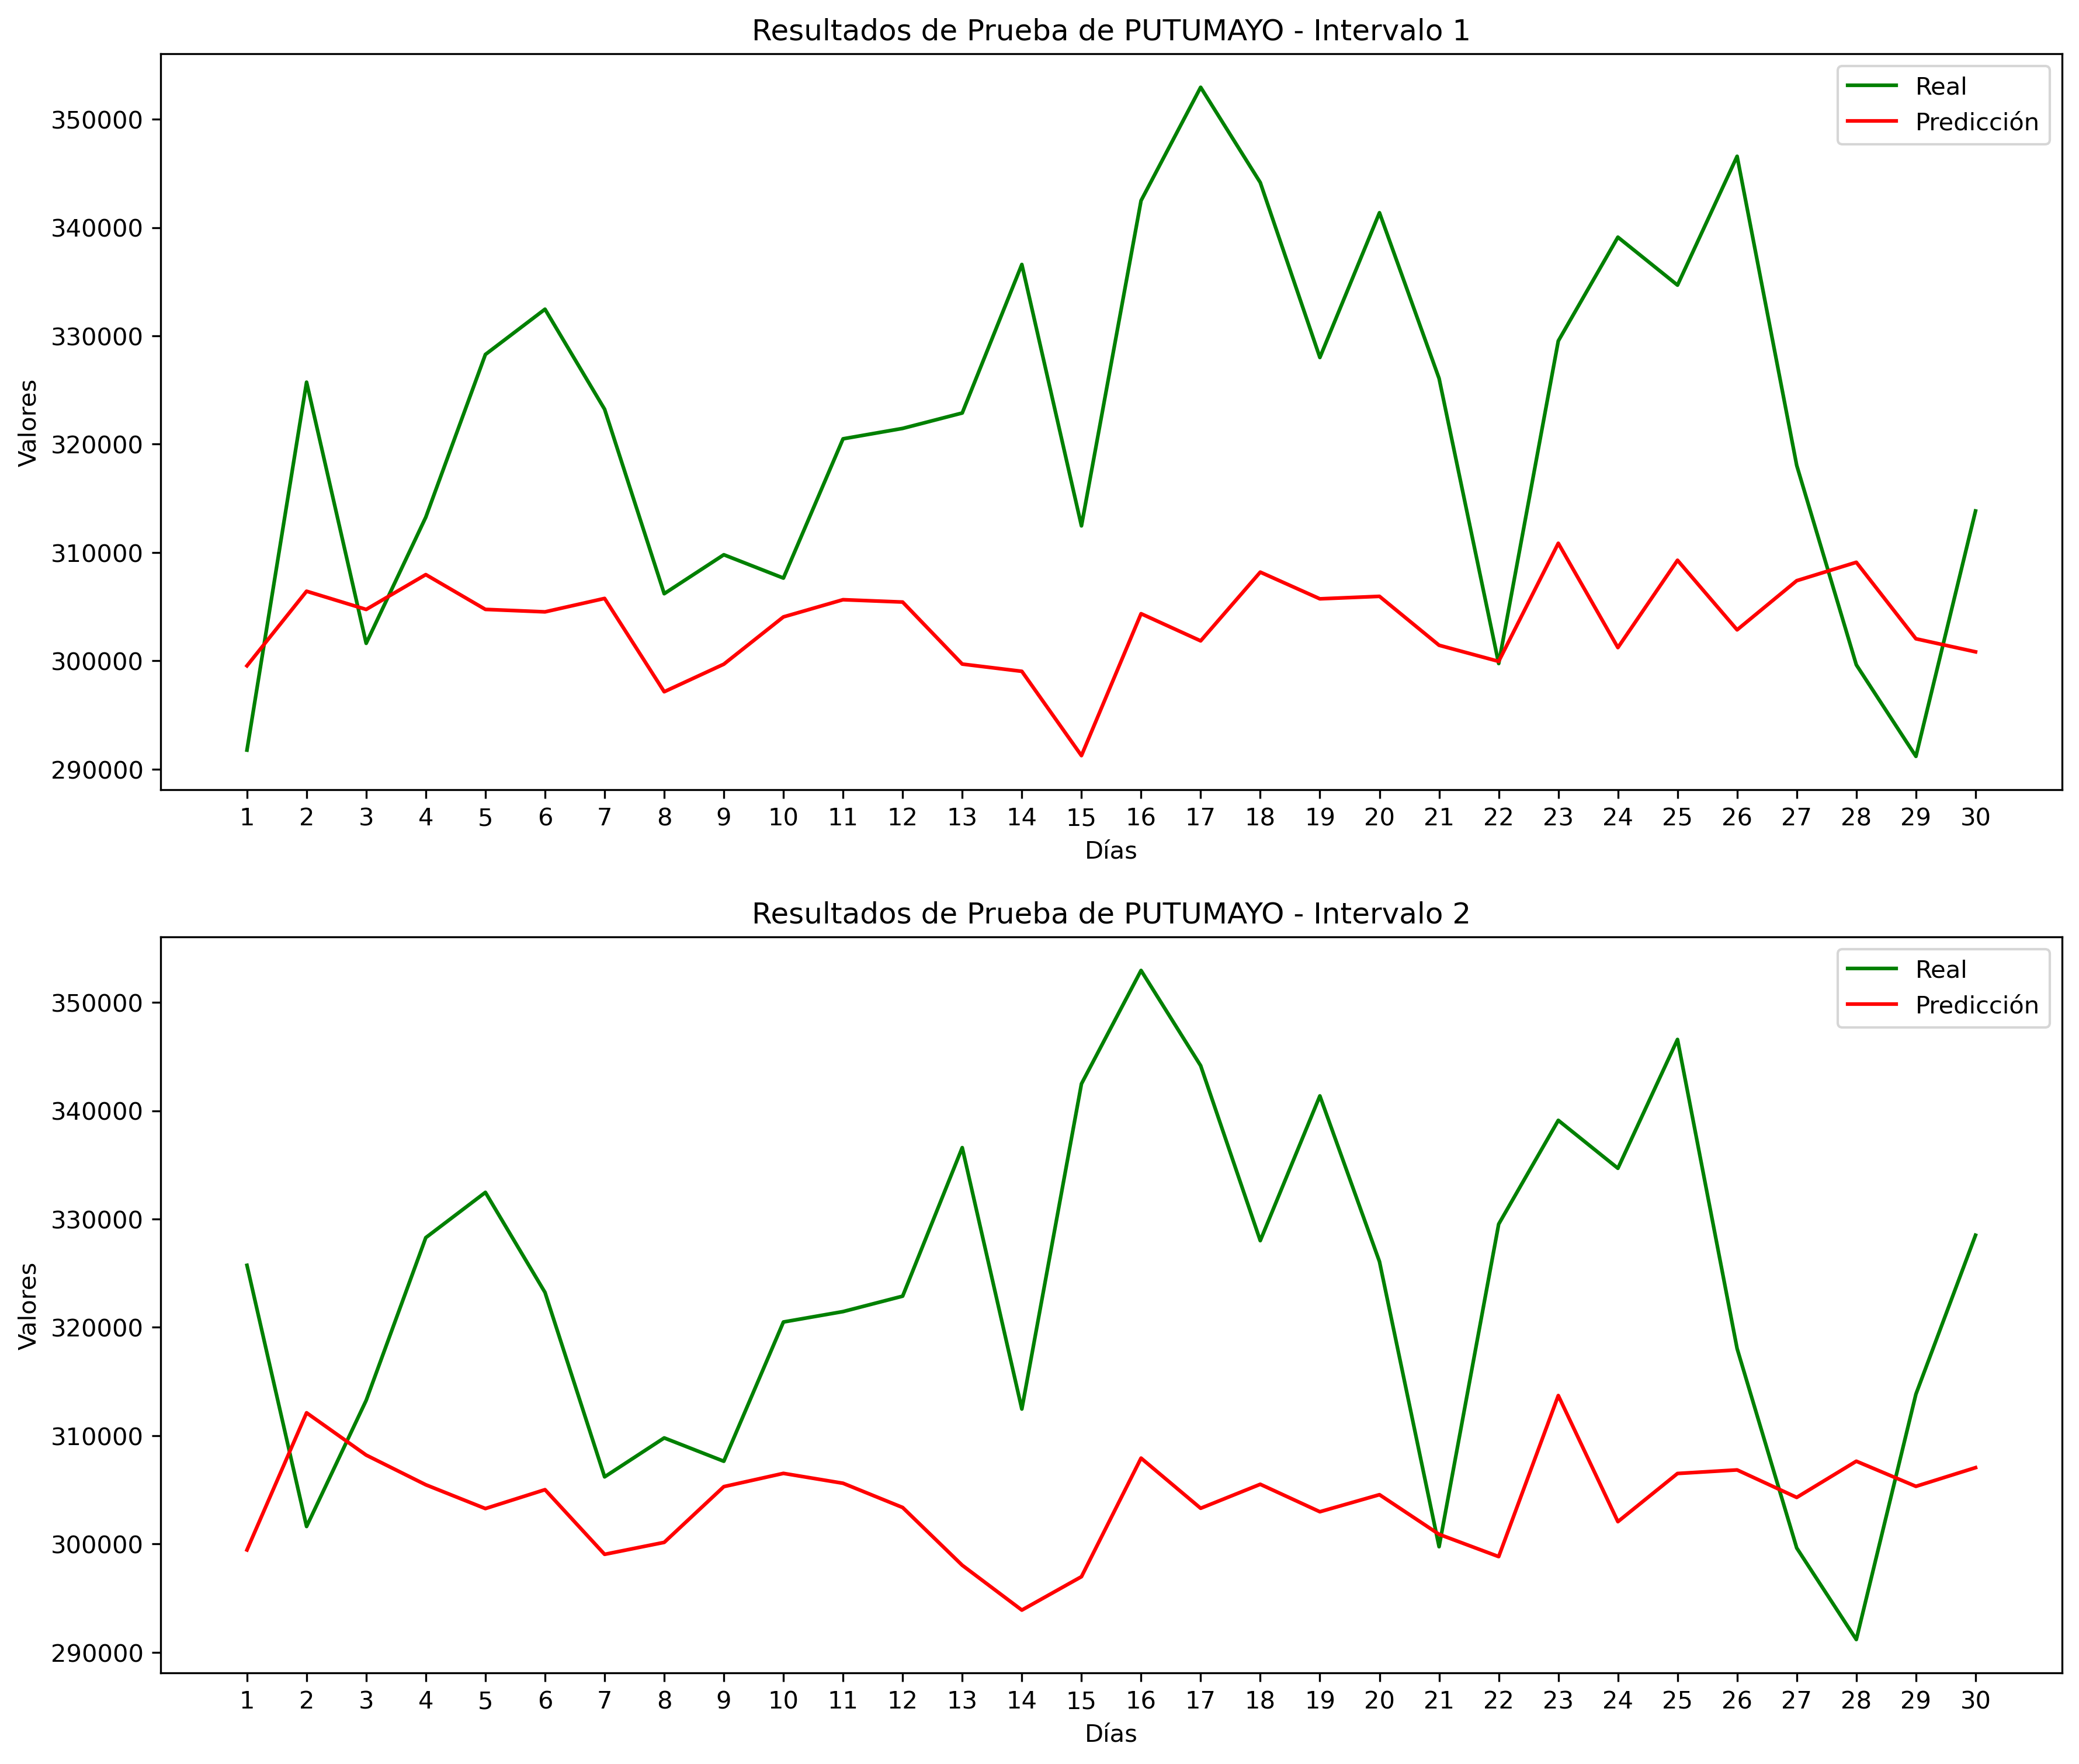 Resultados de Prueba de PUTUMAYO - Intervalo 1
Real
Predicción
350000
340000
330000
320000
310000
300000
290000
Valores
1 2 3 4 5 6 7 8 9 10 11 12 13 14 15 16 17 18 19 20 21 22 23 24 25 26 27 28 29 30
Días
Resultados de Prueba de PUTUMAYO - Intervalo 2
Real
Predicción
350000
340000
330000
320000
310000
300000
290000
Valores
1 2 3 4 5 6 7 8 9 10 11 12 13 14 15 16 17 18 19 20 21 22 23 24 25 26 27 28 29 30
Días